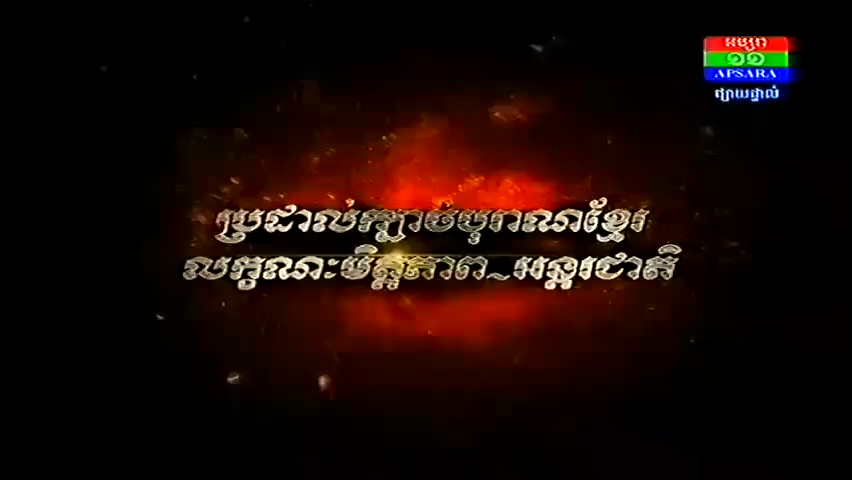 អប្សរា
១១
APSARA
ផ្សាយផ្ទាល់
ប្រដាល់ក្បាច់បុរាណខ្មែរ
លក្ខណៈមិត្តភាព~អន្តរជាតិ